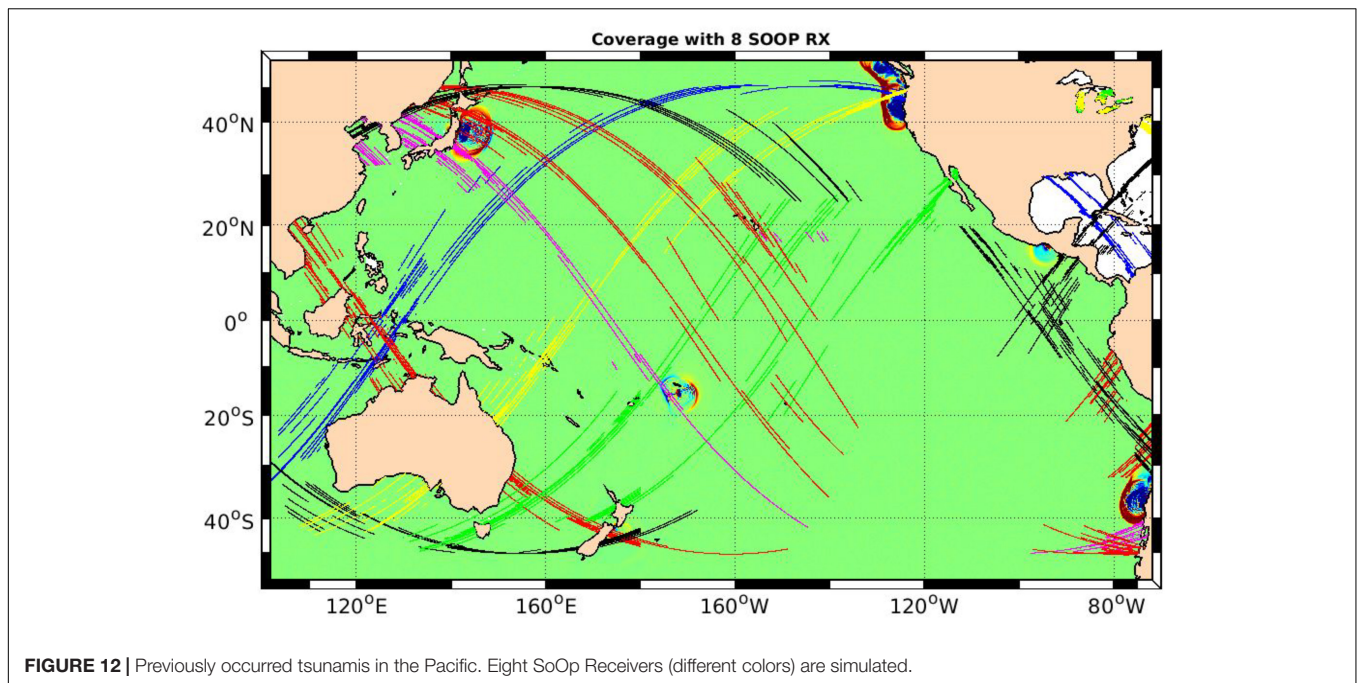 Coverage with 8 SOOP RX
40°N
20°N
0°
20°S
40°S
120°E 160°E 160°W 120°W 80°W
FIGURE 12 | Previously occurred tsunamis in the Pacific. Eight SoOp Receivers (different colors) are simulated.